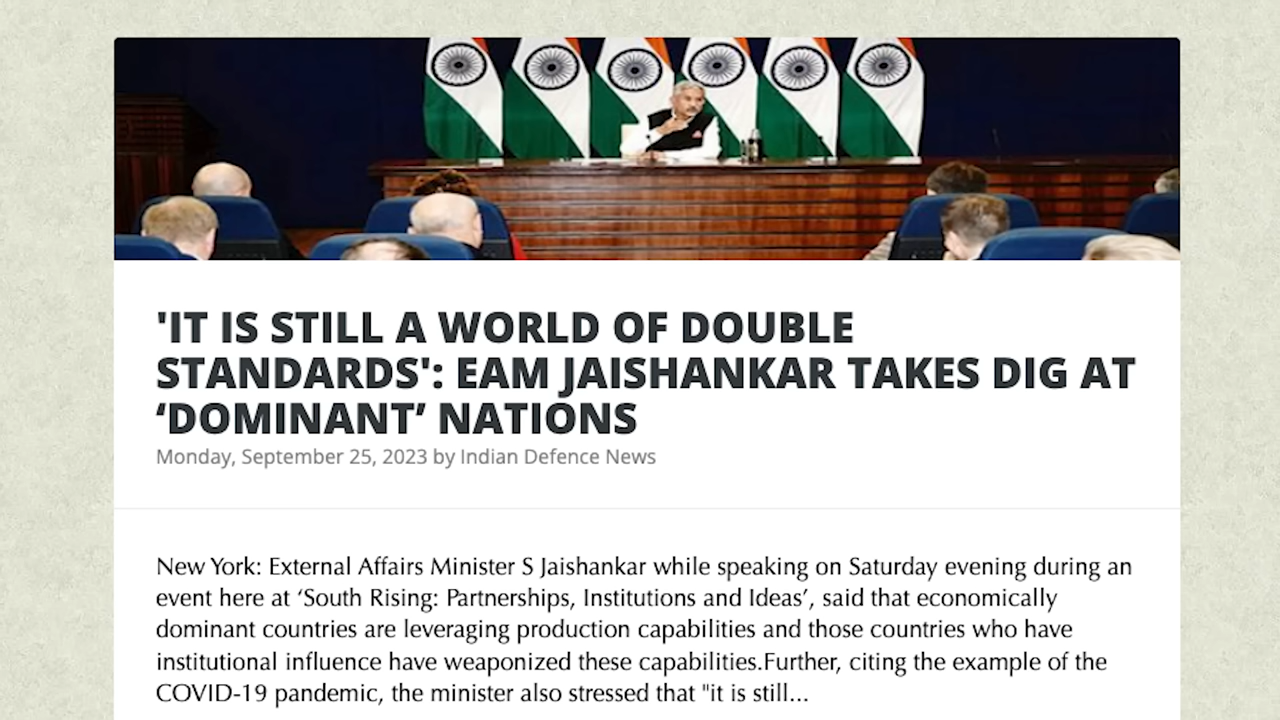 'IT IS STILL A WORLD OF DOUBLE
STANDARDS': EAM JAISHANKAR TAKES DIG AT
‘DOMINANT’ NATIONS
Monday, September 25, 2023 by Indian Defence News
New York: External Affairs Minister S Jaishankar while speaking on Saturday evening during an
event here at ‘South Rising: Partnerships, Institutions and Ideas’, said that economically
dominant countries are leveraging production capabilities and those countries who have
institutional influence have weaponized these capabilities.Further, citing the example of the
COVID-19 pandemic, the minister also stressed that "it is still...